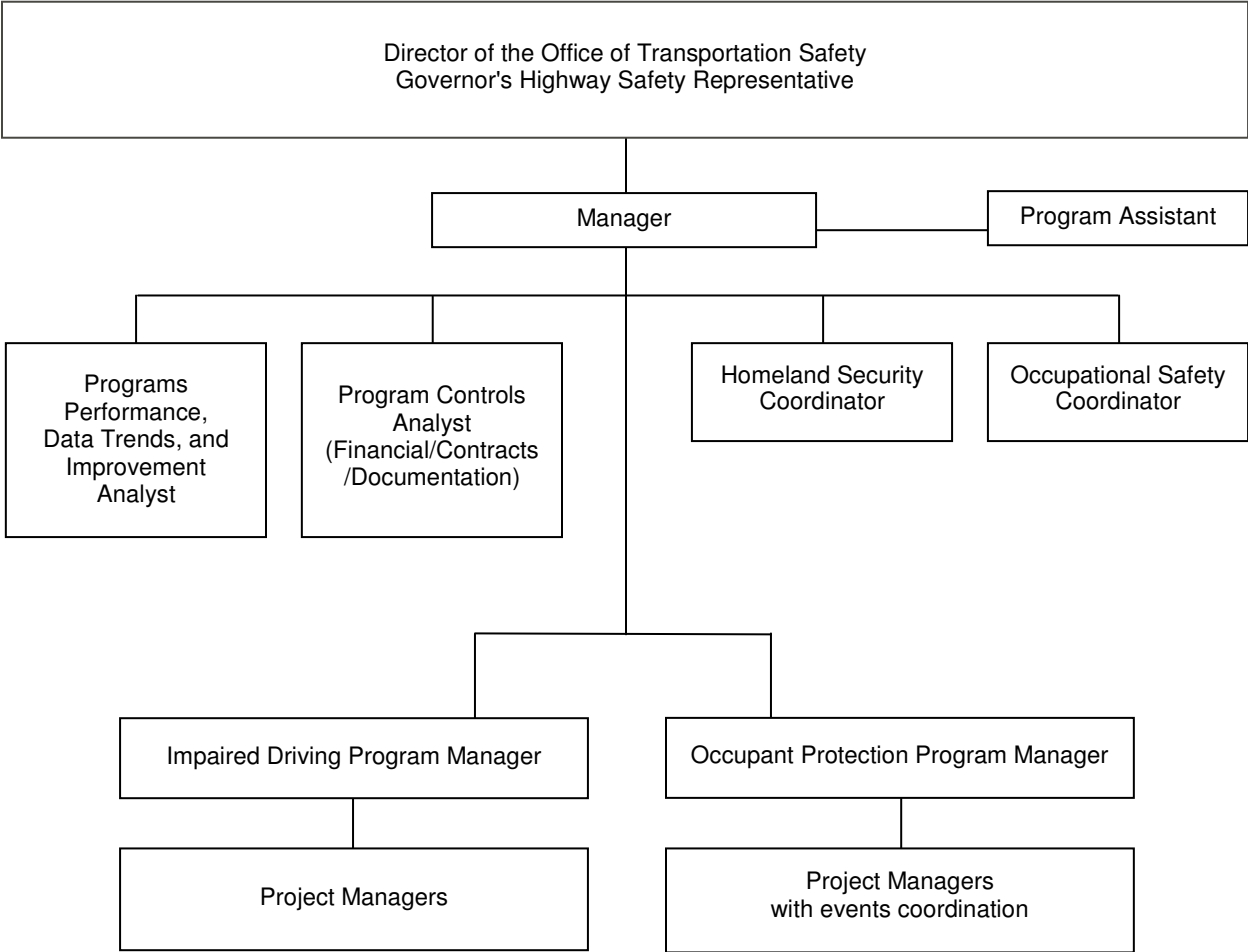 Director of the Office of Transportation Safety
Governor's Highway Safety Representative
Manager
Program Assistant
Programs
Performance,
Data Trends, and
Improvement
Analyst
Program Controls
Analyst
(Financial/Contracts
/Documentation)
Homeland Security
Coordinator
Occupational Safety
Coordinator
Impaired Driving Program Manager
Occupant Protection Program Manager
Project Managers
Project Managers
with events coordination